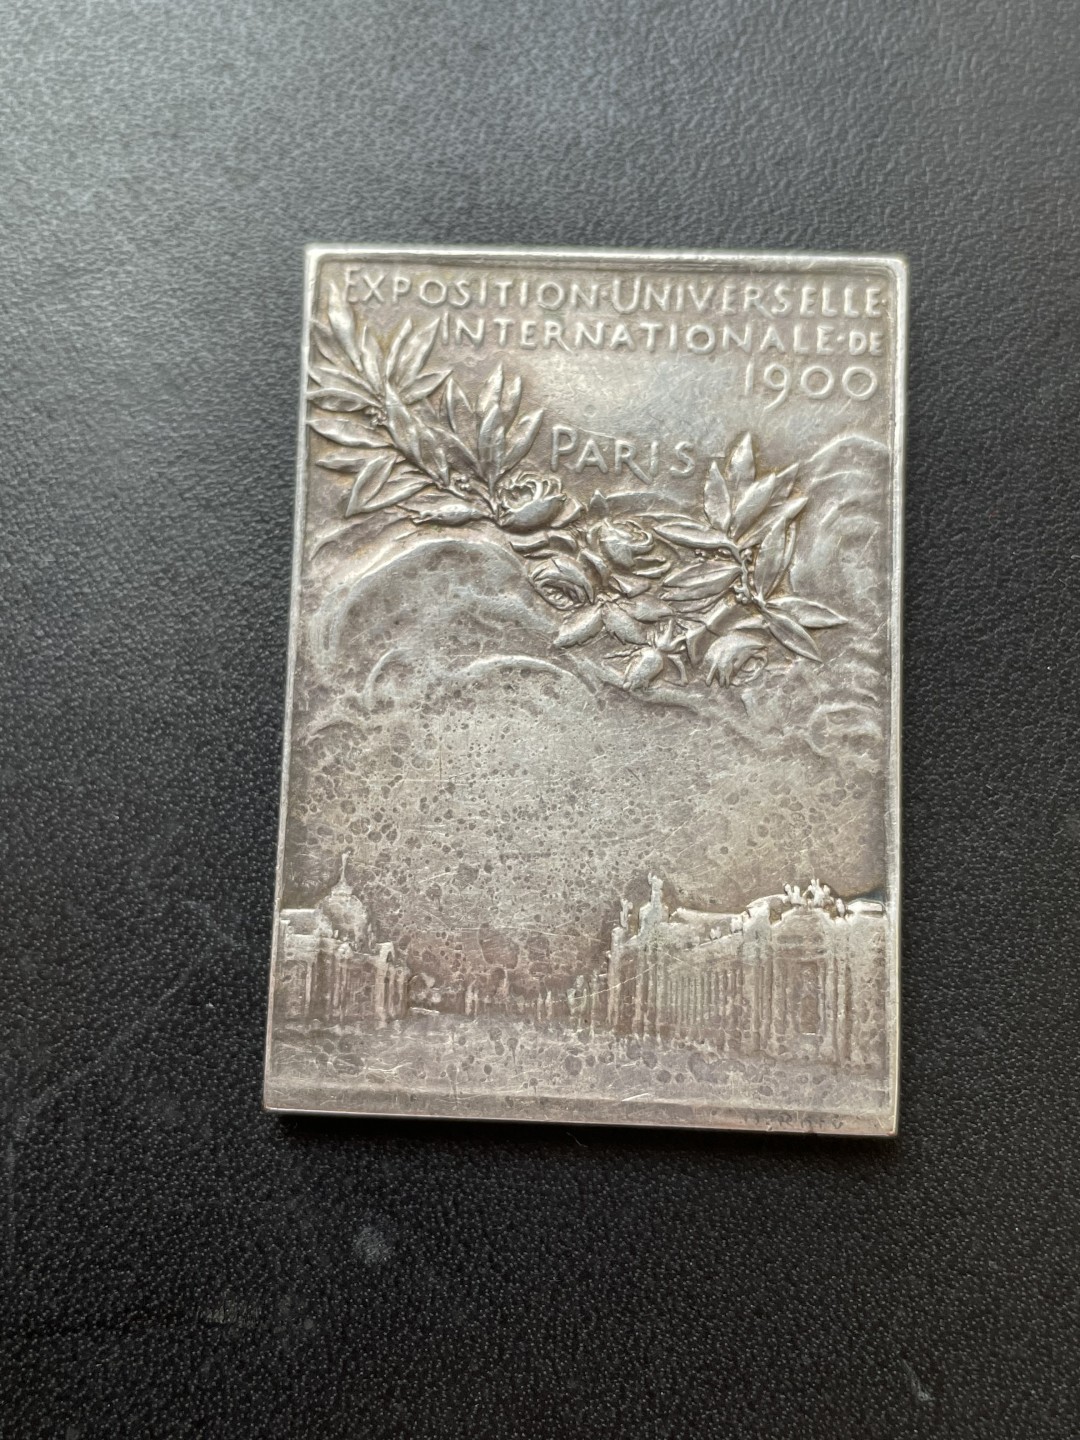 EXPOSITION·UNIVERSELLE
INTERNATIONALE·DE
1900
PARIS